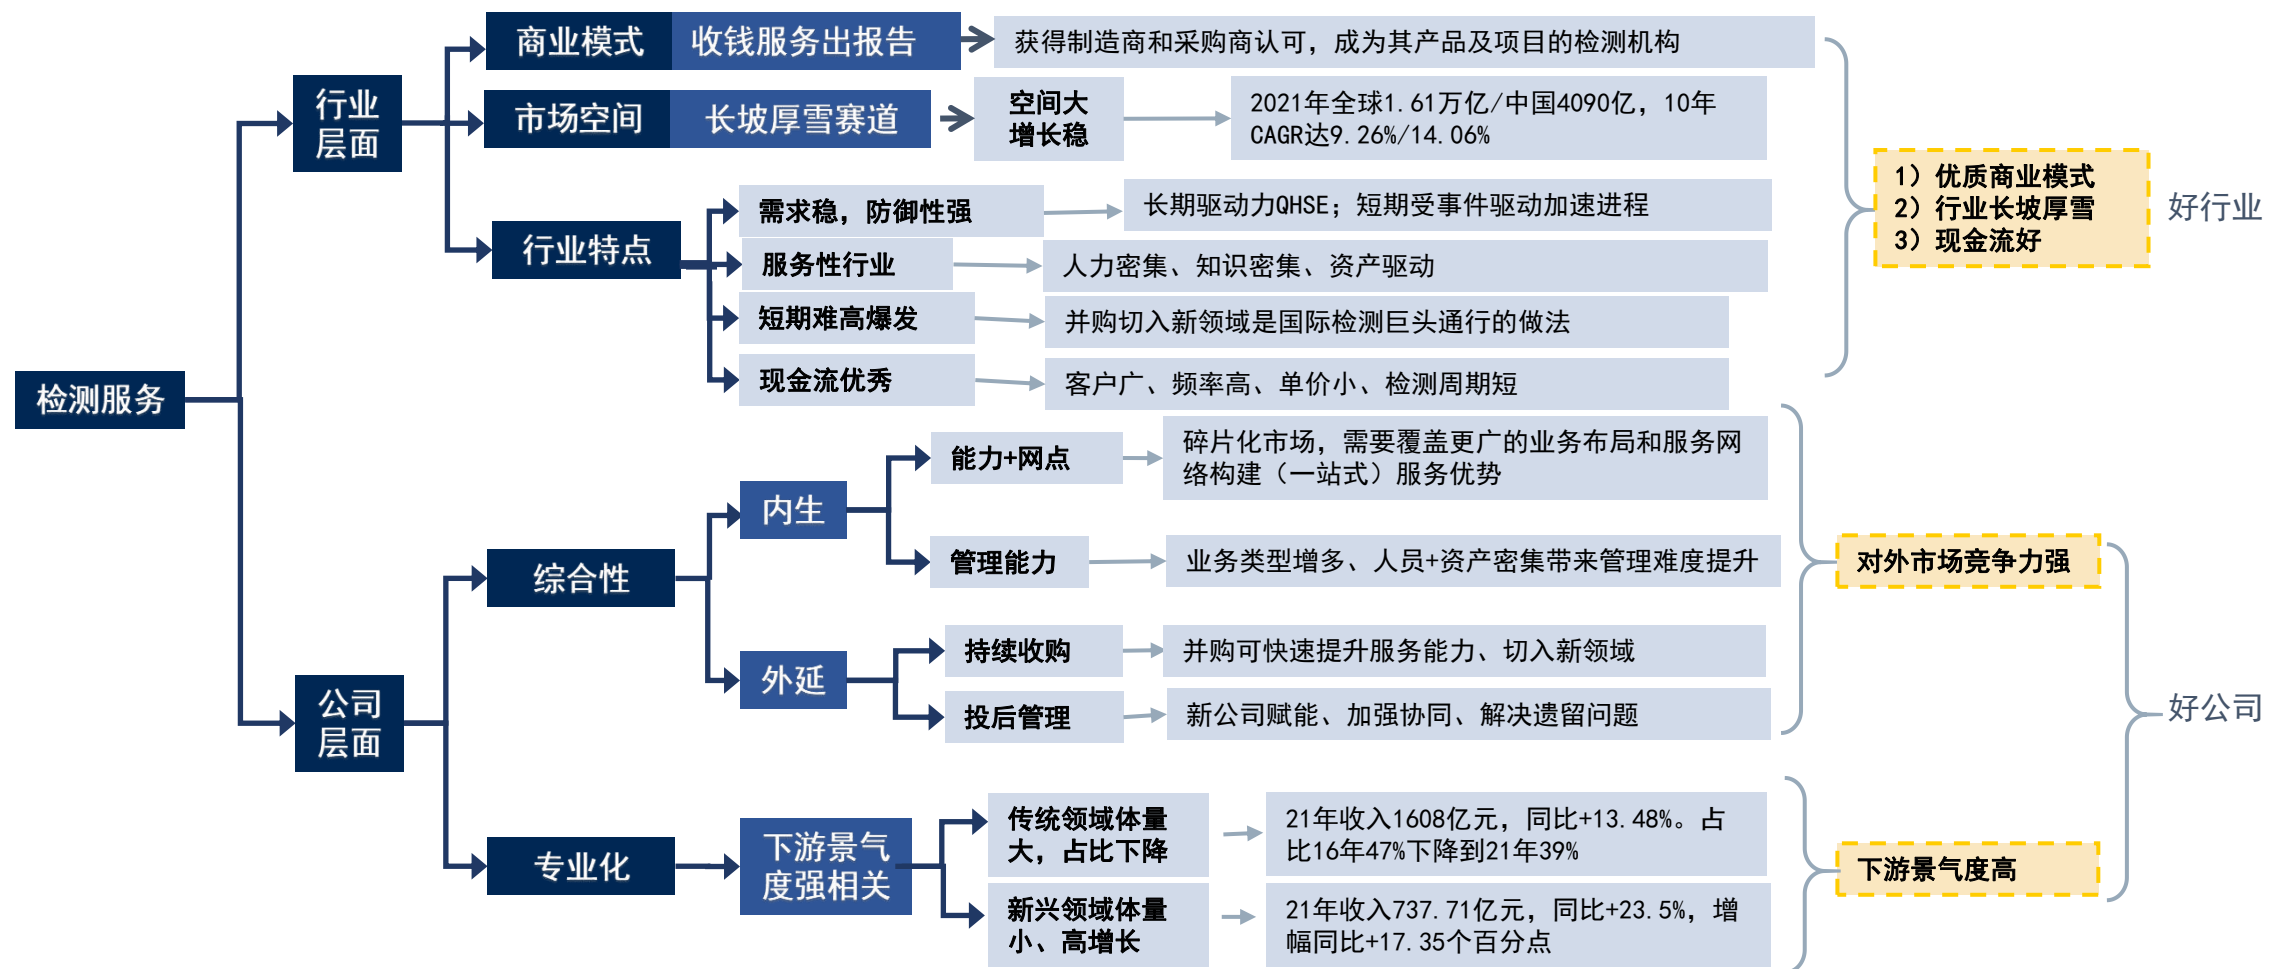 检测服务
行业
层面
商业模式
收钱服务出报告
获得制造商和采购商认可，成为其产品及项目的检测机构
市场空间
长坡厚雪赛道
空间大
增长稳
2021年全球1.61万亿/中国4090亿，10年
CAGR达9.26%/14.06%
行业特点
需求稳，防御性强
长期驱动力QHSE；短期受事件驱动加速进程
服务性行业
人力密集、知识密集、资产驱动
短期难高爆发
并购切入新领域是国际检测巨头通行的做法
现金流优秀
客户广、频率高、单价小、检测周期短
1）优质商业模式
2）行业长坡厚雪
3）现金流好
好行业
公司
层面
综合性
内生
能力+网点
碎片化市场，需要覆盖更广的业务布局和服务网
络构建（一站式）服务优势
管理能力
业务类型增多、人员+资产密集带来管理难度提升
外延
持续收购
并购可快速提升服务能力、切入新领域
投后管理
新公司赋能、加强协同、解决遗留问题
对外市场竞争力强
专业化
下游景气
度强相关
传统领域体量
大，占比下降
21年收入1608亿元，同比+13.48%。占
比16年47%下降到21年39%
新兴领域体量
小、高增长
21年收入737.71亿元，同比+23.5%，增
幅同比+17.35个百分点
下游景气度高
好公司